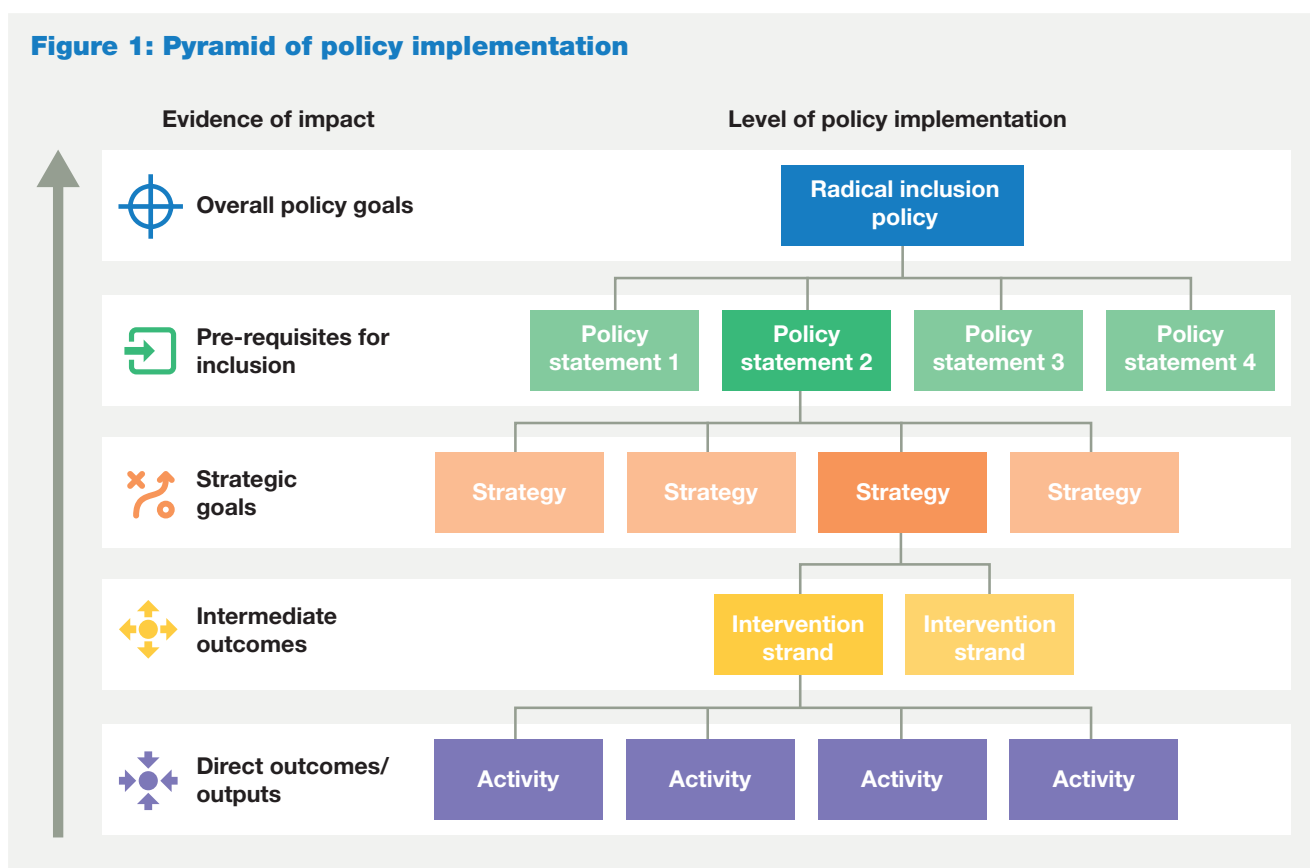 Figure 1: Pyramid of policy implementation
Evidence of impact
Level of policy implementation
Overall policy goals
Radical inclusion
policy
Pre-requisites for
inclusion
Policy
statement 1
Policy
statement 2
Policy
statement 3
Policy
statement 4
Strategic
goals
Strategy
Strategy
Strategy
Strategy
Intermediate
outcomes
Intervention
strand
Intervention
strand
Direct outcomes/
outputs
Activity
Activity
Activity
Activity